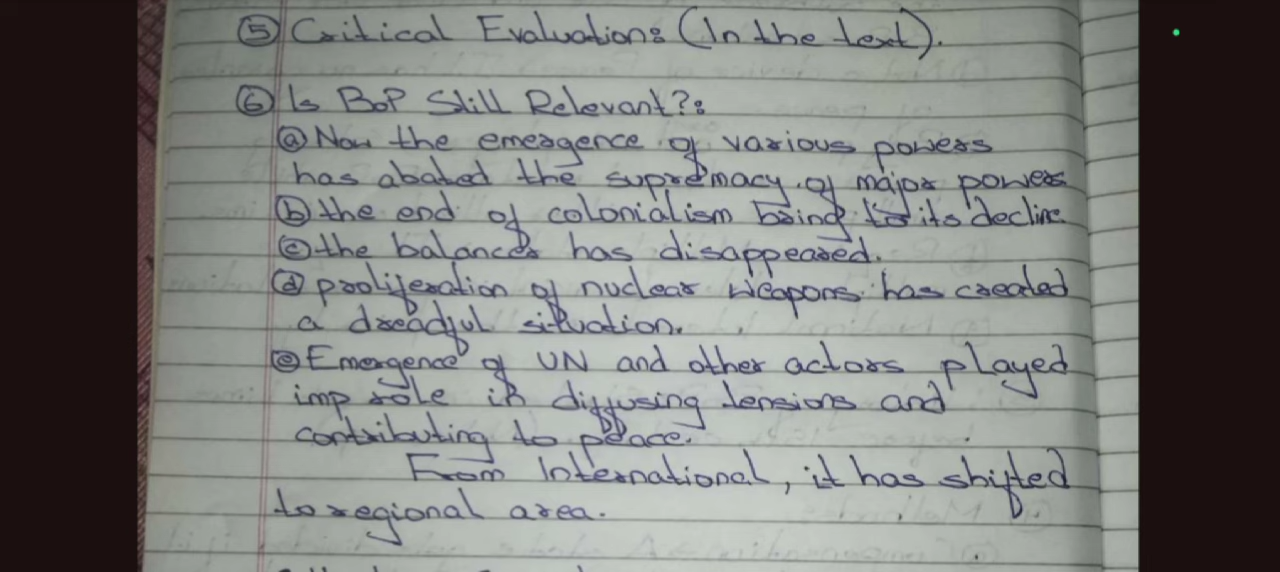 ⑤ Critical Evaluation: (In the text).
⑥ Is BoP Still Relevant?:
ⓐ Now the emergence of various powers
has abated the supremacy of major powers
ⓑ the end of colonialism bring to its decline.
ⓒ the balancer has disappeared.
ⓓ proliferation of nuclear weapons has created
a dreadful situation.
ⓔ Emergence of UN and other actors played
imp role in diffusing tensions and
contributing to peace.
From International, it has shifted
to regional area.